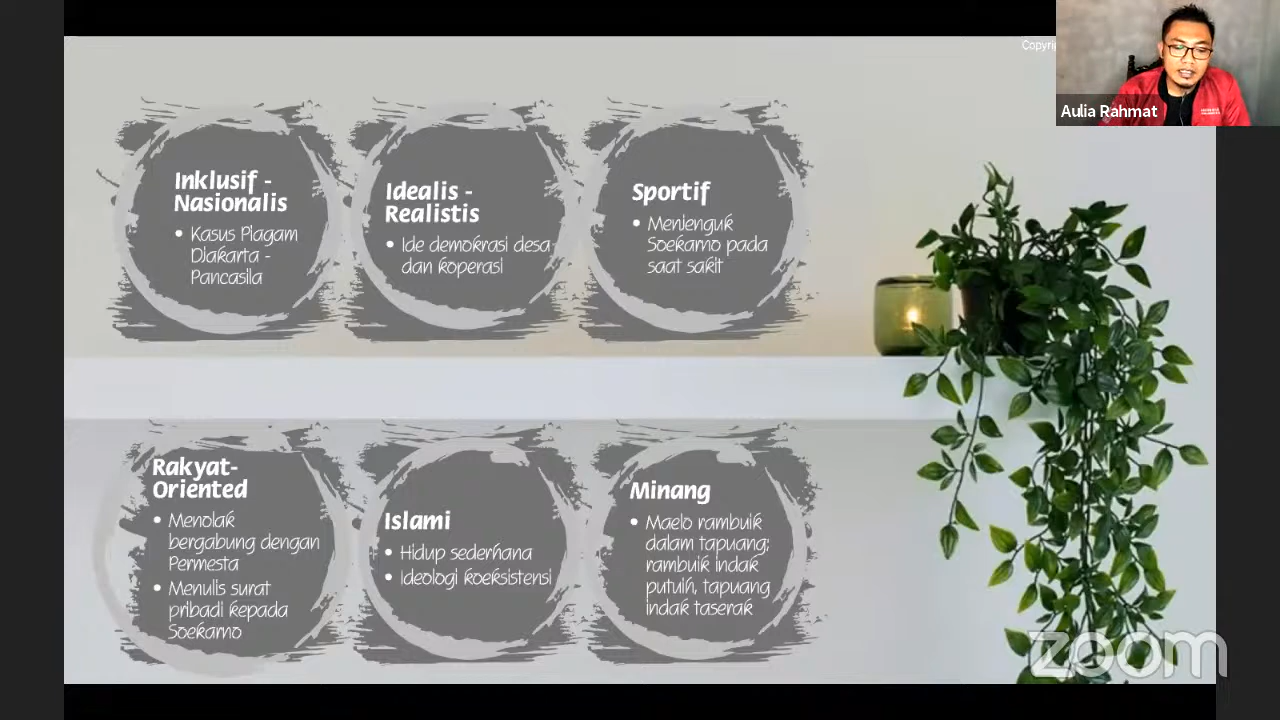 Aulia Rahmat
Inklusif -
Nasionalis
• Kasus Piagam
Djakarta -
Pancasila
Idealis -
Realistis
• Ide demokrasi desa
dan koperasi
Sportif
• Menjenguk
Soekarno pada
saat sakit
Rakyat-
Oriented
• Menolak
bergabung dengan
Permesta
• Menulis surat
pribadi kepada
Soekarno
Islami
• Hidup sederhana
• Ideologi koeksistensi
Minang
• Maelo rambuik
dalam tapuang;
rambuik indak
putuih, tapuang
indak taserak
zoom